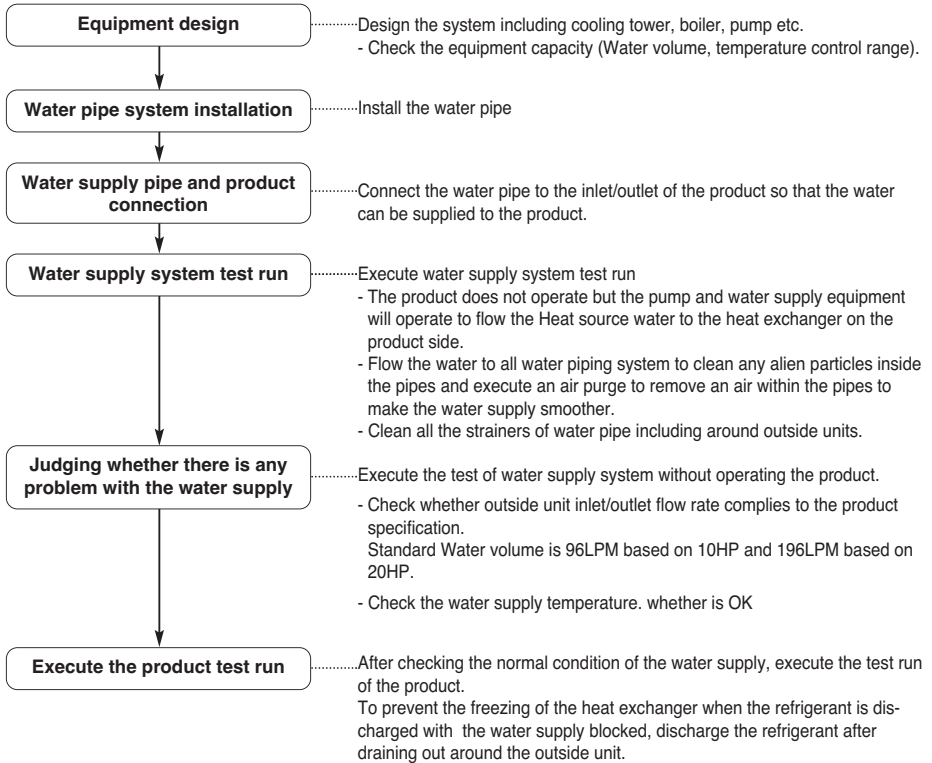 Equipment design
Design the system including cooling tower, boiler, pump etc.
- Check the equipment capacity (Water volume, temperature control range).
Water pipe system installation
Install the water pipe
Water supply pipe and product
connection
Connect the water pipe to the inlet/outlet of the product so that the water
can be supplied to the product.
Water supply system test run
Execute water supply system test run
- The product does not operate but the pump and water supply equipment
will operate to flow the Heat source water to the heat exchanger on the
product side.
- Flow the water to all water piping system to clean any alien particles inside
the pipes and execute an air purge to remove an air within the pipes to
make the water supply smoother.
- Clean all the strainers of water pipe including around outside units.
Judging whether there is any
problem with the water supply
Execute the test of water supply system without operating the product.
- Check whether outside unit inlet/outlet flow rate complies to the product
specification.
Standard Water volume is 96LPM based on 10HP and 196LPM based on
20HP.
- Check the water supply temperature. whether is OK
Execute the product test run
After checking the normal condition of the water supply, execute the test run
of the product.
To prevent the freezing of the heat exchanger when the refrigerant is dis-
charged with the water supply blocked, discharge the refrigerant after
draining out around the outside unit.